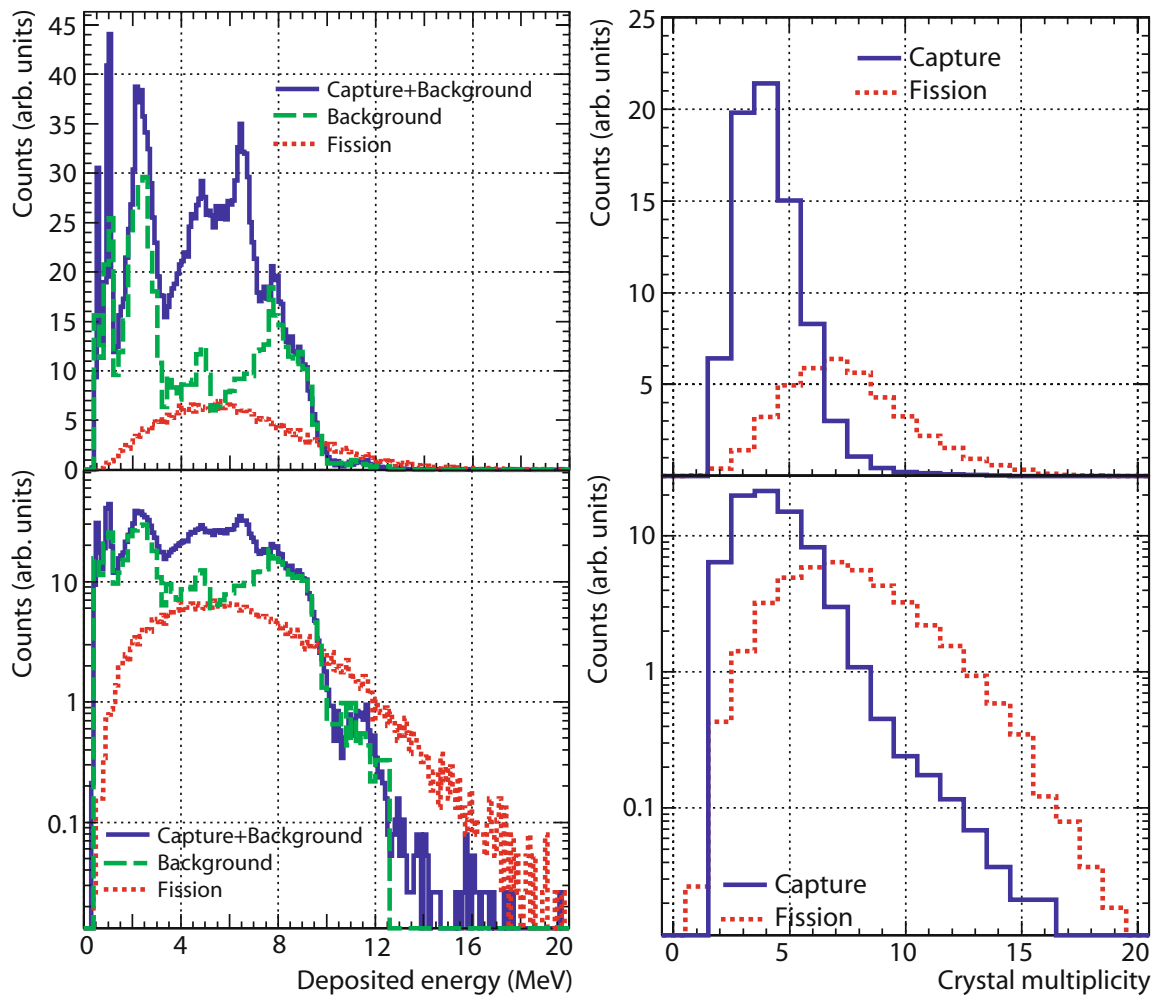 45
40
35
30
25
20
15
10
5
0
Counts (arb. units)
Capture+Background
Background
Fission
25
20
15
10
5
Counts (arb. units)
Capture
Fission
10
1
0.1
Counts (arb. units)
Capture+Background
Background
Fission
0 4 8 12 16 20
Deposited energy (MeV)
10
1
0.1
Counts (arb. units)
Capture
Fission
0 5 10 15 20
Crystal multiplicity